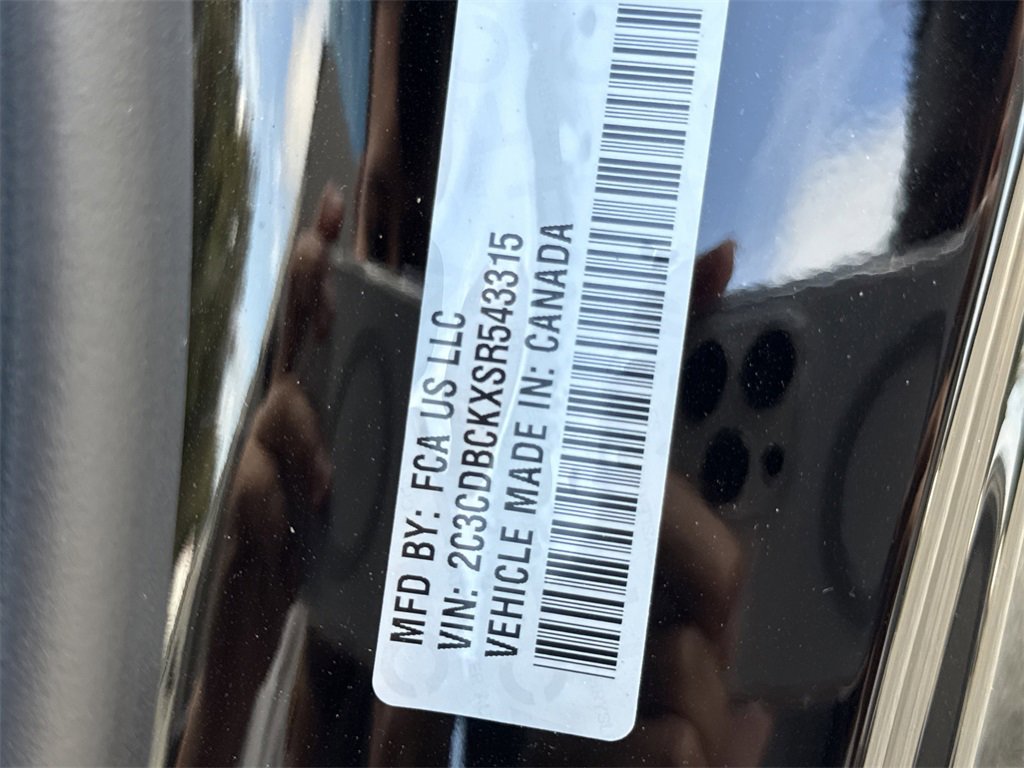 MFD BY: FCA US LLC
VIN: 2C3CDBCKXSR543315
VEHICLE MADE IN: CANADA